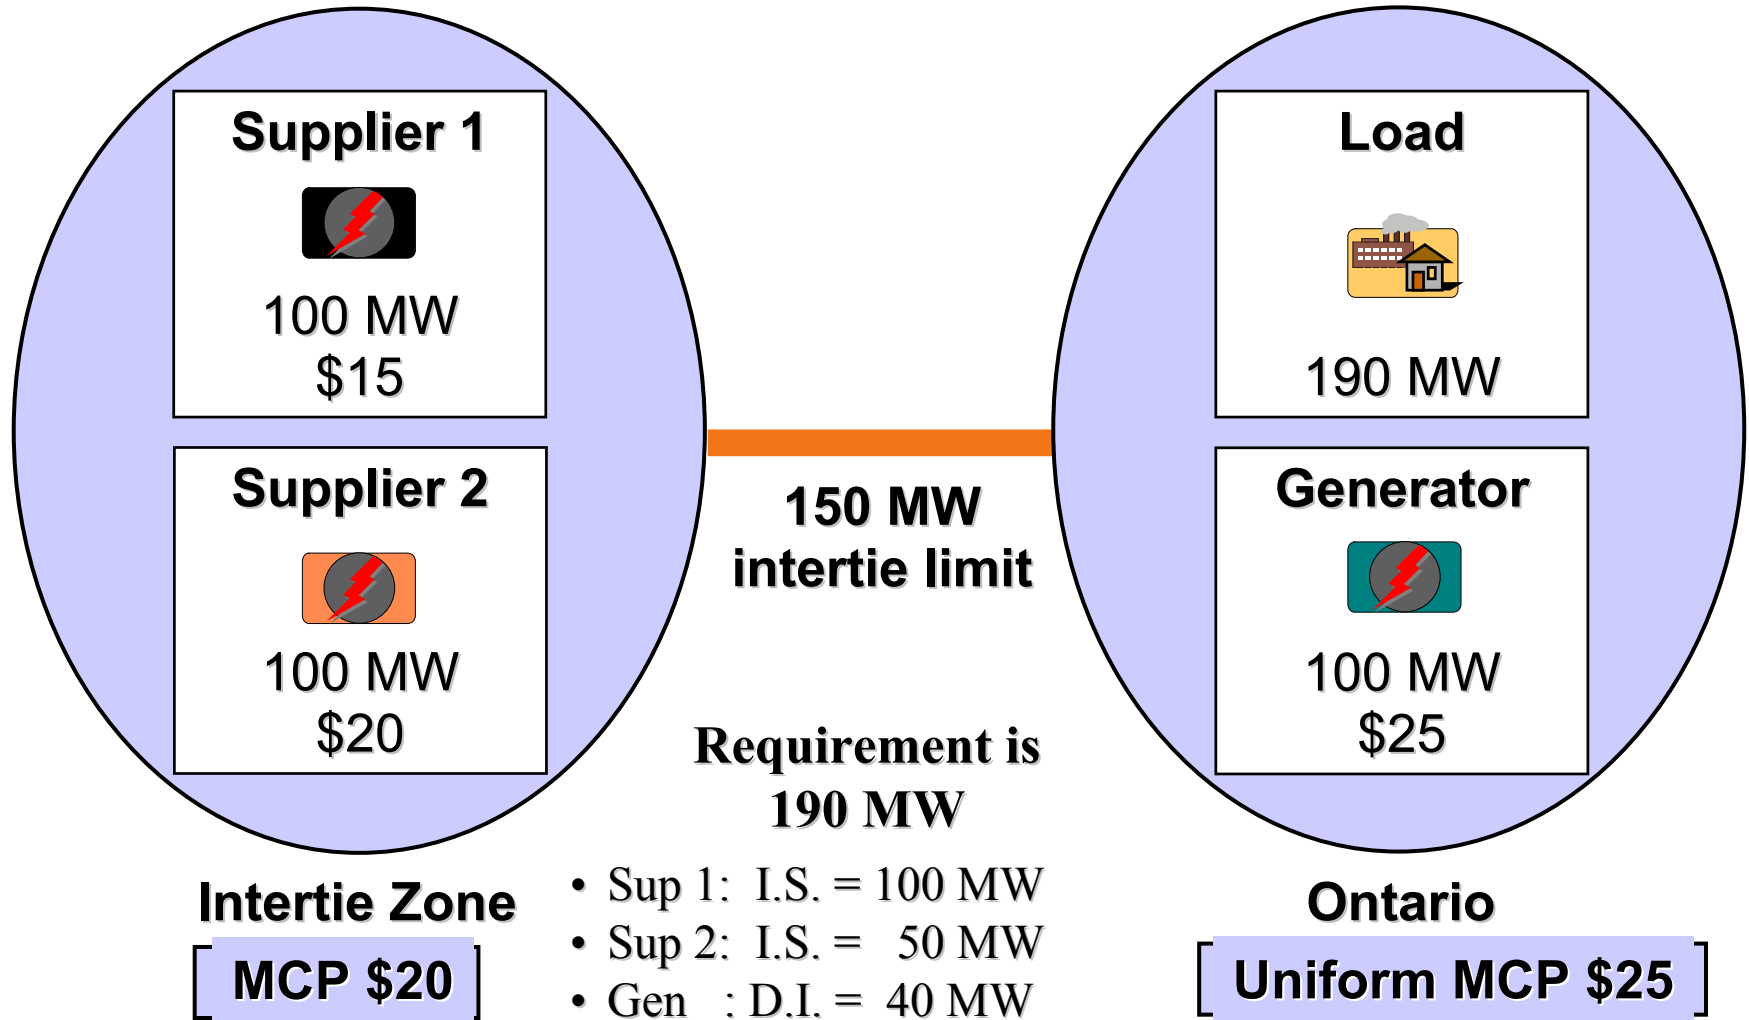 Supplier 1
100 MW
$15
Supplier 2
100 MW
$20
Intertie Zone
MCP $20
150 MW
intertie limit
Requirement is
190 MW
• Sup 1: I.S. = 100 MW
• Sup 2: I.S. = 50 MW
• Gen : D.I. = 40 MW
Load
190 MW
Generator
100 MW
$25
Ontario
Uniform MCP $25